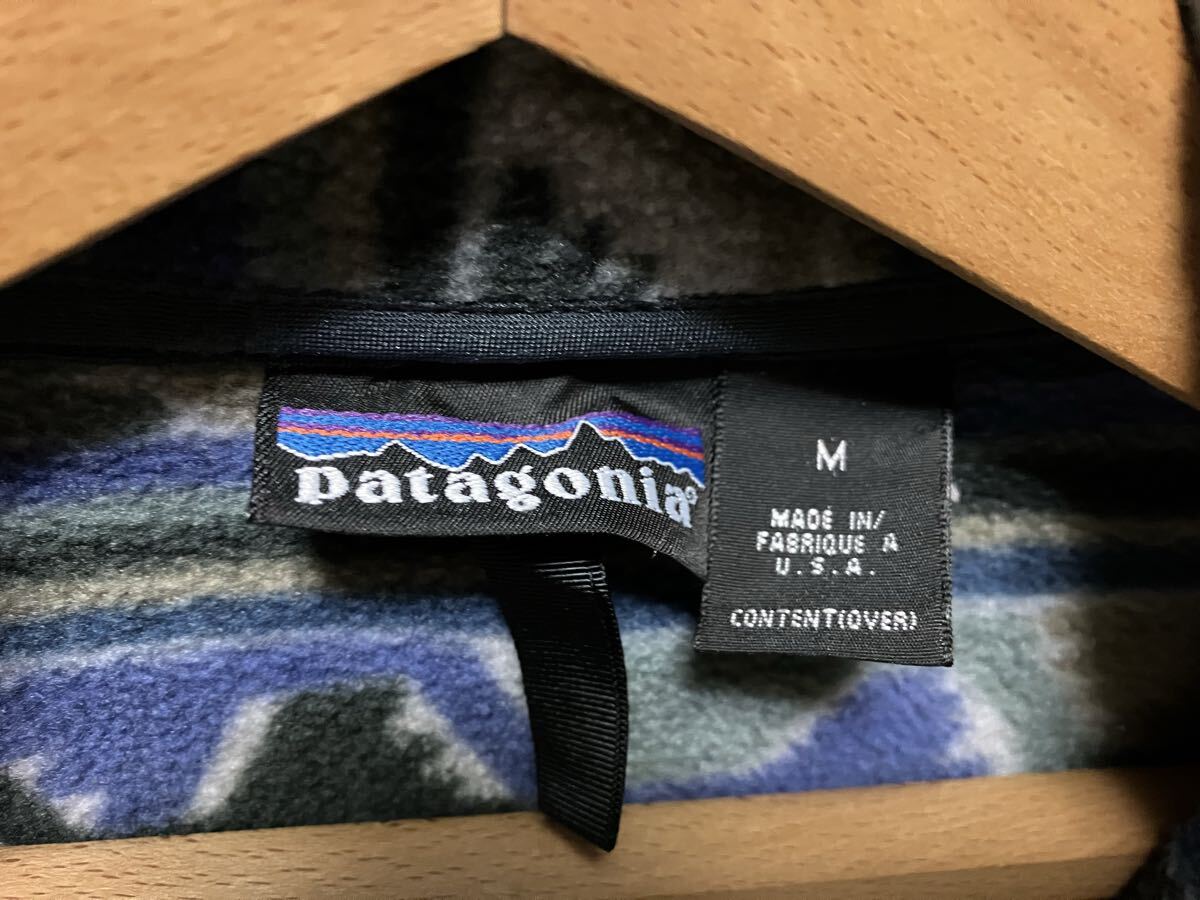 patagonia®
M
MADE IN/
FABRIQUE A
U.S.A.
CONTENT(OVER)